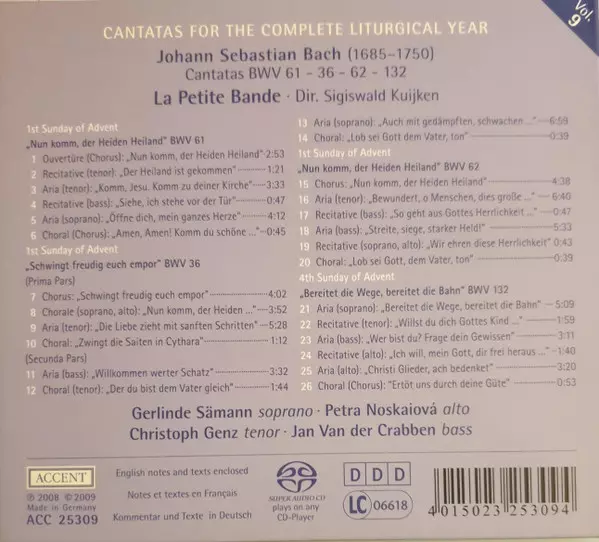 Vol. 9
CANTATAS FOR THE COMPLETE LITURGICAL YEAR
Johann Sebastian Bach (1685–1750)
Cantatas BWV 61 - 36 - 62 - 132
La Petite Bande · Dir. Sigiswald Kuijken
1st Sunday of Advent
„Nun komm, der Heiden Heiland" BWV 61
1 Ouvertüre (Chorus): „Nun komm, der Heiden Heiland" 2:53
2 Recitative (tenor): „Der Heiland ist gekommen" 1:21
3 Aria (tenor): „Komm, Jesu. Komm zu deiner Kirche" 3:33
4 Recitative (bass): „Siehe, ich stehe vor der Tür" 0:47
5 Aria (soprano): „Öffne dich, mein ganzes Herze" 4:12
6 Choral (Chorus): „Amen, Amen! Komm du schöne ..." 0:45
1st Sunday of Advent
„Schwingt freudig euch empor" BWV 36
(Prima Pars)
7 Chorus: „Schwingt freudig euch empor" 4:02
8 Chorale (soprano, alto): „Nun komm, der Heiden ..." 3:52
9 Aria (tenor): „Die Liebe zieht mit sanften Schritten" 5:28
10 Choral: „Zwingt die Saiten in Cythara" 1:12
(Secunda Pars)
11 Aria (bass): „Willkommen werter Schatz" 3:32
12 Choral (tenor): „Der du bist dem Vater gleich" 1:44
13 Aria (soprano): „Auch mit gedämpften, schwachen ..." 6:59
14 Choral: „Lob sei Gott dem Vater, ton" 0:39
1st Sunday of Advent
„Nun komm, der Heiden Heiland" BWV 62
15 Chorus: „Nun komm, der Heiden Heiland" 4:38
16 Aria (tenor): „Bewundert, o Menschen, dies große ..." 6:40
17 Recitative (bass): „So geht aus Gottes Herrlichkeit ..." 0:47
18 Aria (bass): „Streite, siege, starker Held!" 5:33
19 Recitative (soprano, alto): „Wir ehren diese Herrlichkeit" 0:43
20 Choral: „Lob sei Gott, dem Vater, ton" 0:39
4th Sunday of Advent
„Bereitet die Wege, bereitet die Bahn" BWV 132
21 Aria (soprano): „Bereitet die Wege, bereitet die Bahn" 5:09
22 Recitative (tenor): „Willst du dich Gottes Kind ..." 1:59
23 Aria (bass): „Wer bist du? Frage dein Gewissen" 3:11
24 Recitative (alto): „Ich will, mein Gott, dir frei heraus ..." 1:40
25 Aria (alto): „Christi Glieder, ach bedenket" 3:20
26 Choral (Chorus): "Ertöt uns durch deine Güte" 0:53
Gerlinde Sämann soprano · Petra Noskaiová alto
Christoph Genz tenor · Jan Van der Crabben bass
ACCENT
℗ 2008 © 2009
Made in Germany
ACC 25309
English notes and texts enclosed
Notes et textes en Français
Kommentar und Texte in Deutsch
SUPER AUDIO CD
plays on any
CD-Player
D D D
LC 06618
4 015023 253094